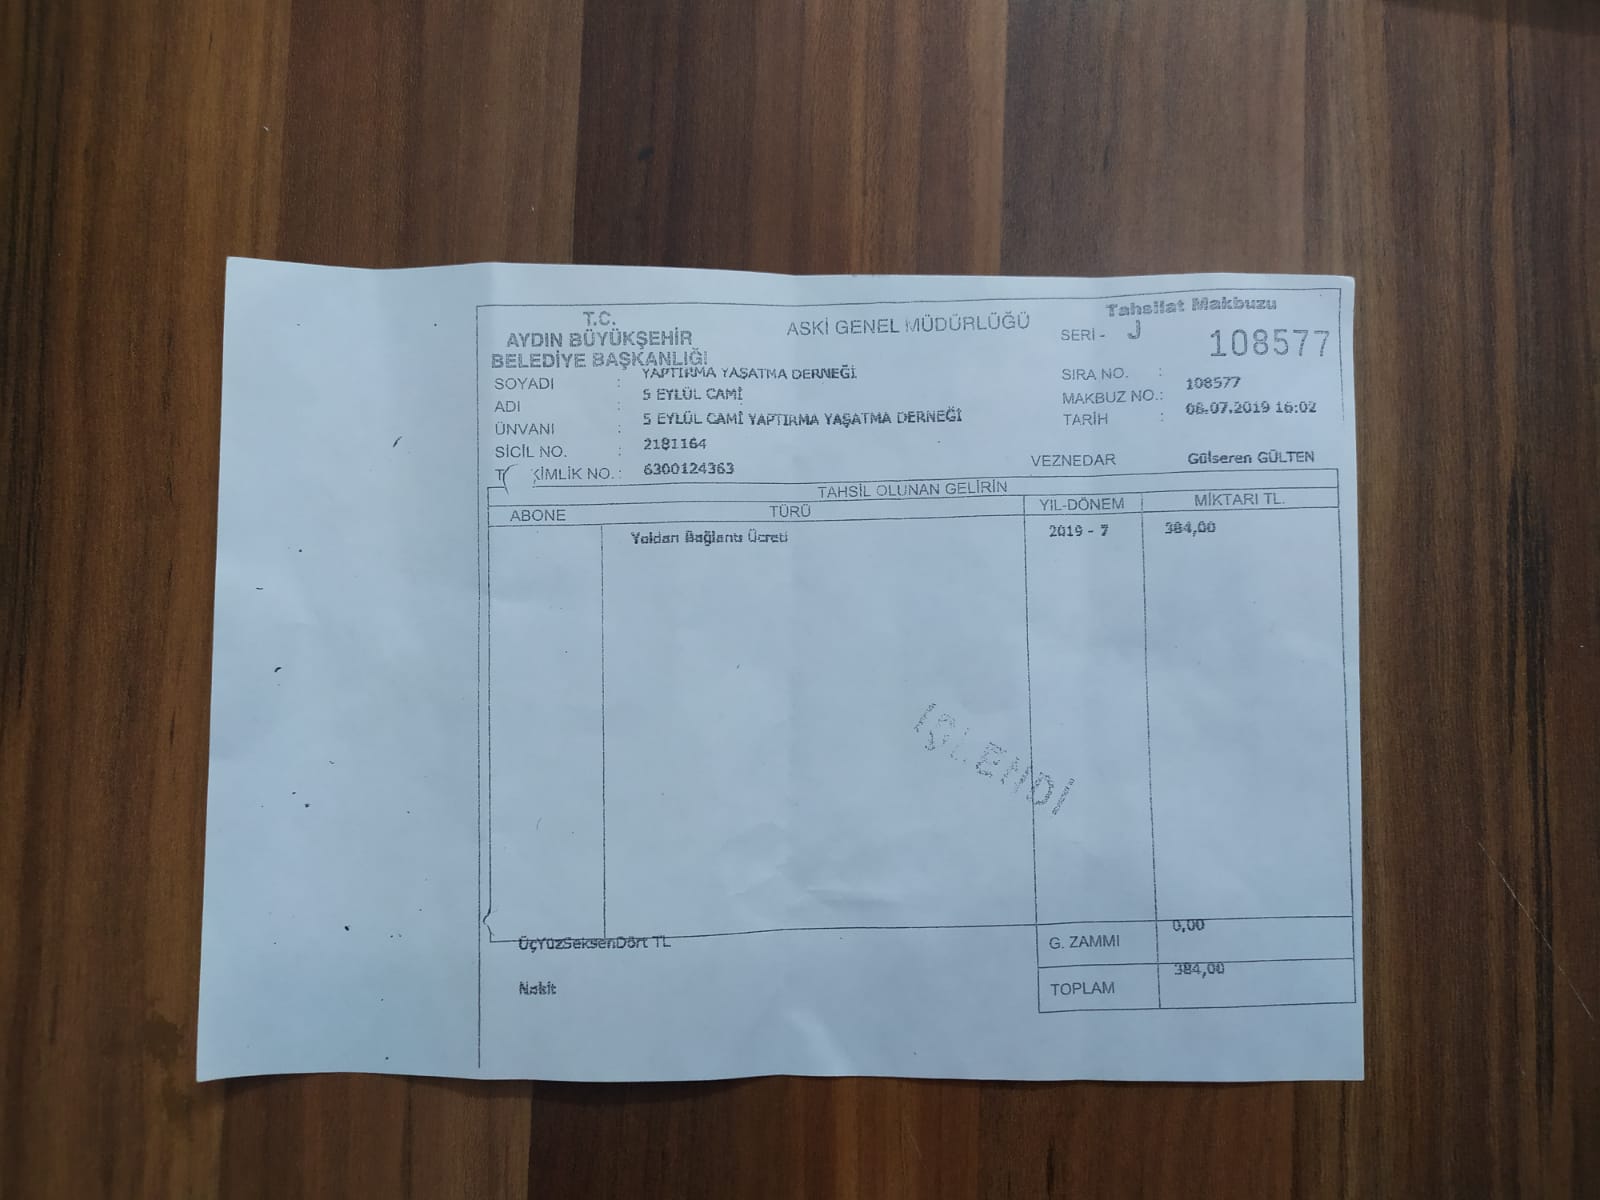 Tahsilat Makbuzu
T.C.
AYDIN BÜYÜKŞEHİR
BELEDİYE BAŞKANLIĞI
ASKİ GENEL MÜDÜRLÜĞÜ
SERİ - J 108577
SOYADI : YAPTIRMA YAŞATMA DERNEĞİ
ADI : 5 EYLÜL CAMİ
ÜNVANI : 5 EYLÜL CAMİ YAPTIRMA YAŞATMA DERNEĞİ
SİCİL NO. : 2181164
KİMLİK NO. : 6300124363
SIRA NO. :
MAKBUZ NO.: 108577
TARİH : 08.07.2019 16:02
VEZNEDAR Gülseren GÜLTEN
TAHSİL OLUNAN GELİRİN
ABONE TÜRÜ YIL-DÖNEM MİKTARI TL.
Yoldan Bağlantı Ücreti 2019 - 7 384,00
İŞLENDİ
ÜçYüzSeksenDört TL
G. ZAMMI 0,00
Nakit
TOPLAM 384,00